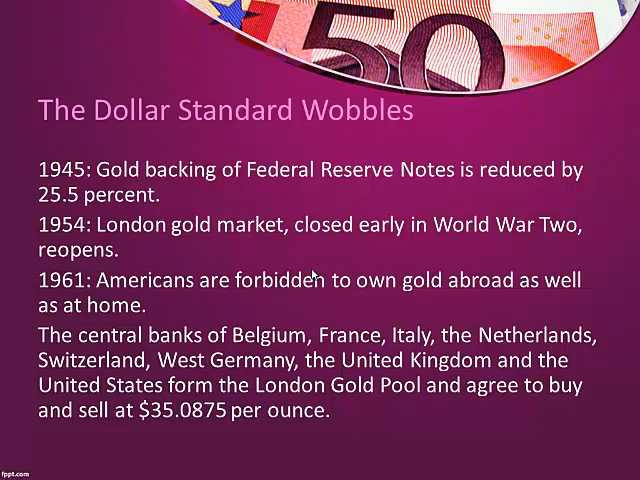 50
The Dollar Standard Wobbles
1945: Gold backing of Federal Reserve Notes is reduced by
25.5 percent.
1954: London gold market, closed early in World War Two,
reopens.
1961: Americans are forbidden to own gold abroad as well
as at home.
The central banks of Belgium, France, Italy, the Netherlands,
Switzerland, West Germany, the United Kingdom and the
United States form the London Gold Pool and agree to buy
and sell at $35.0875 per ounce.
fppt.com